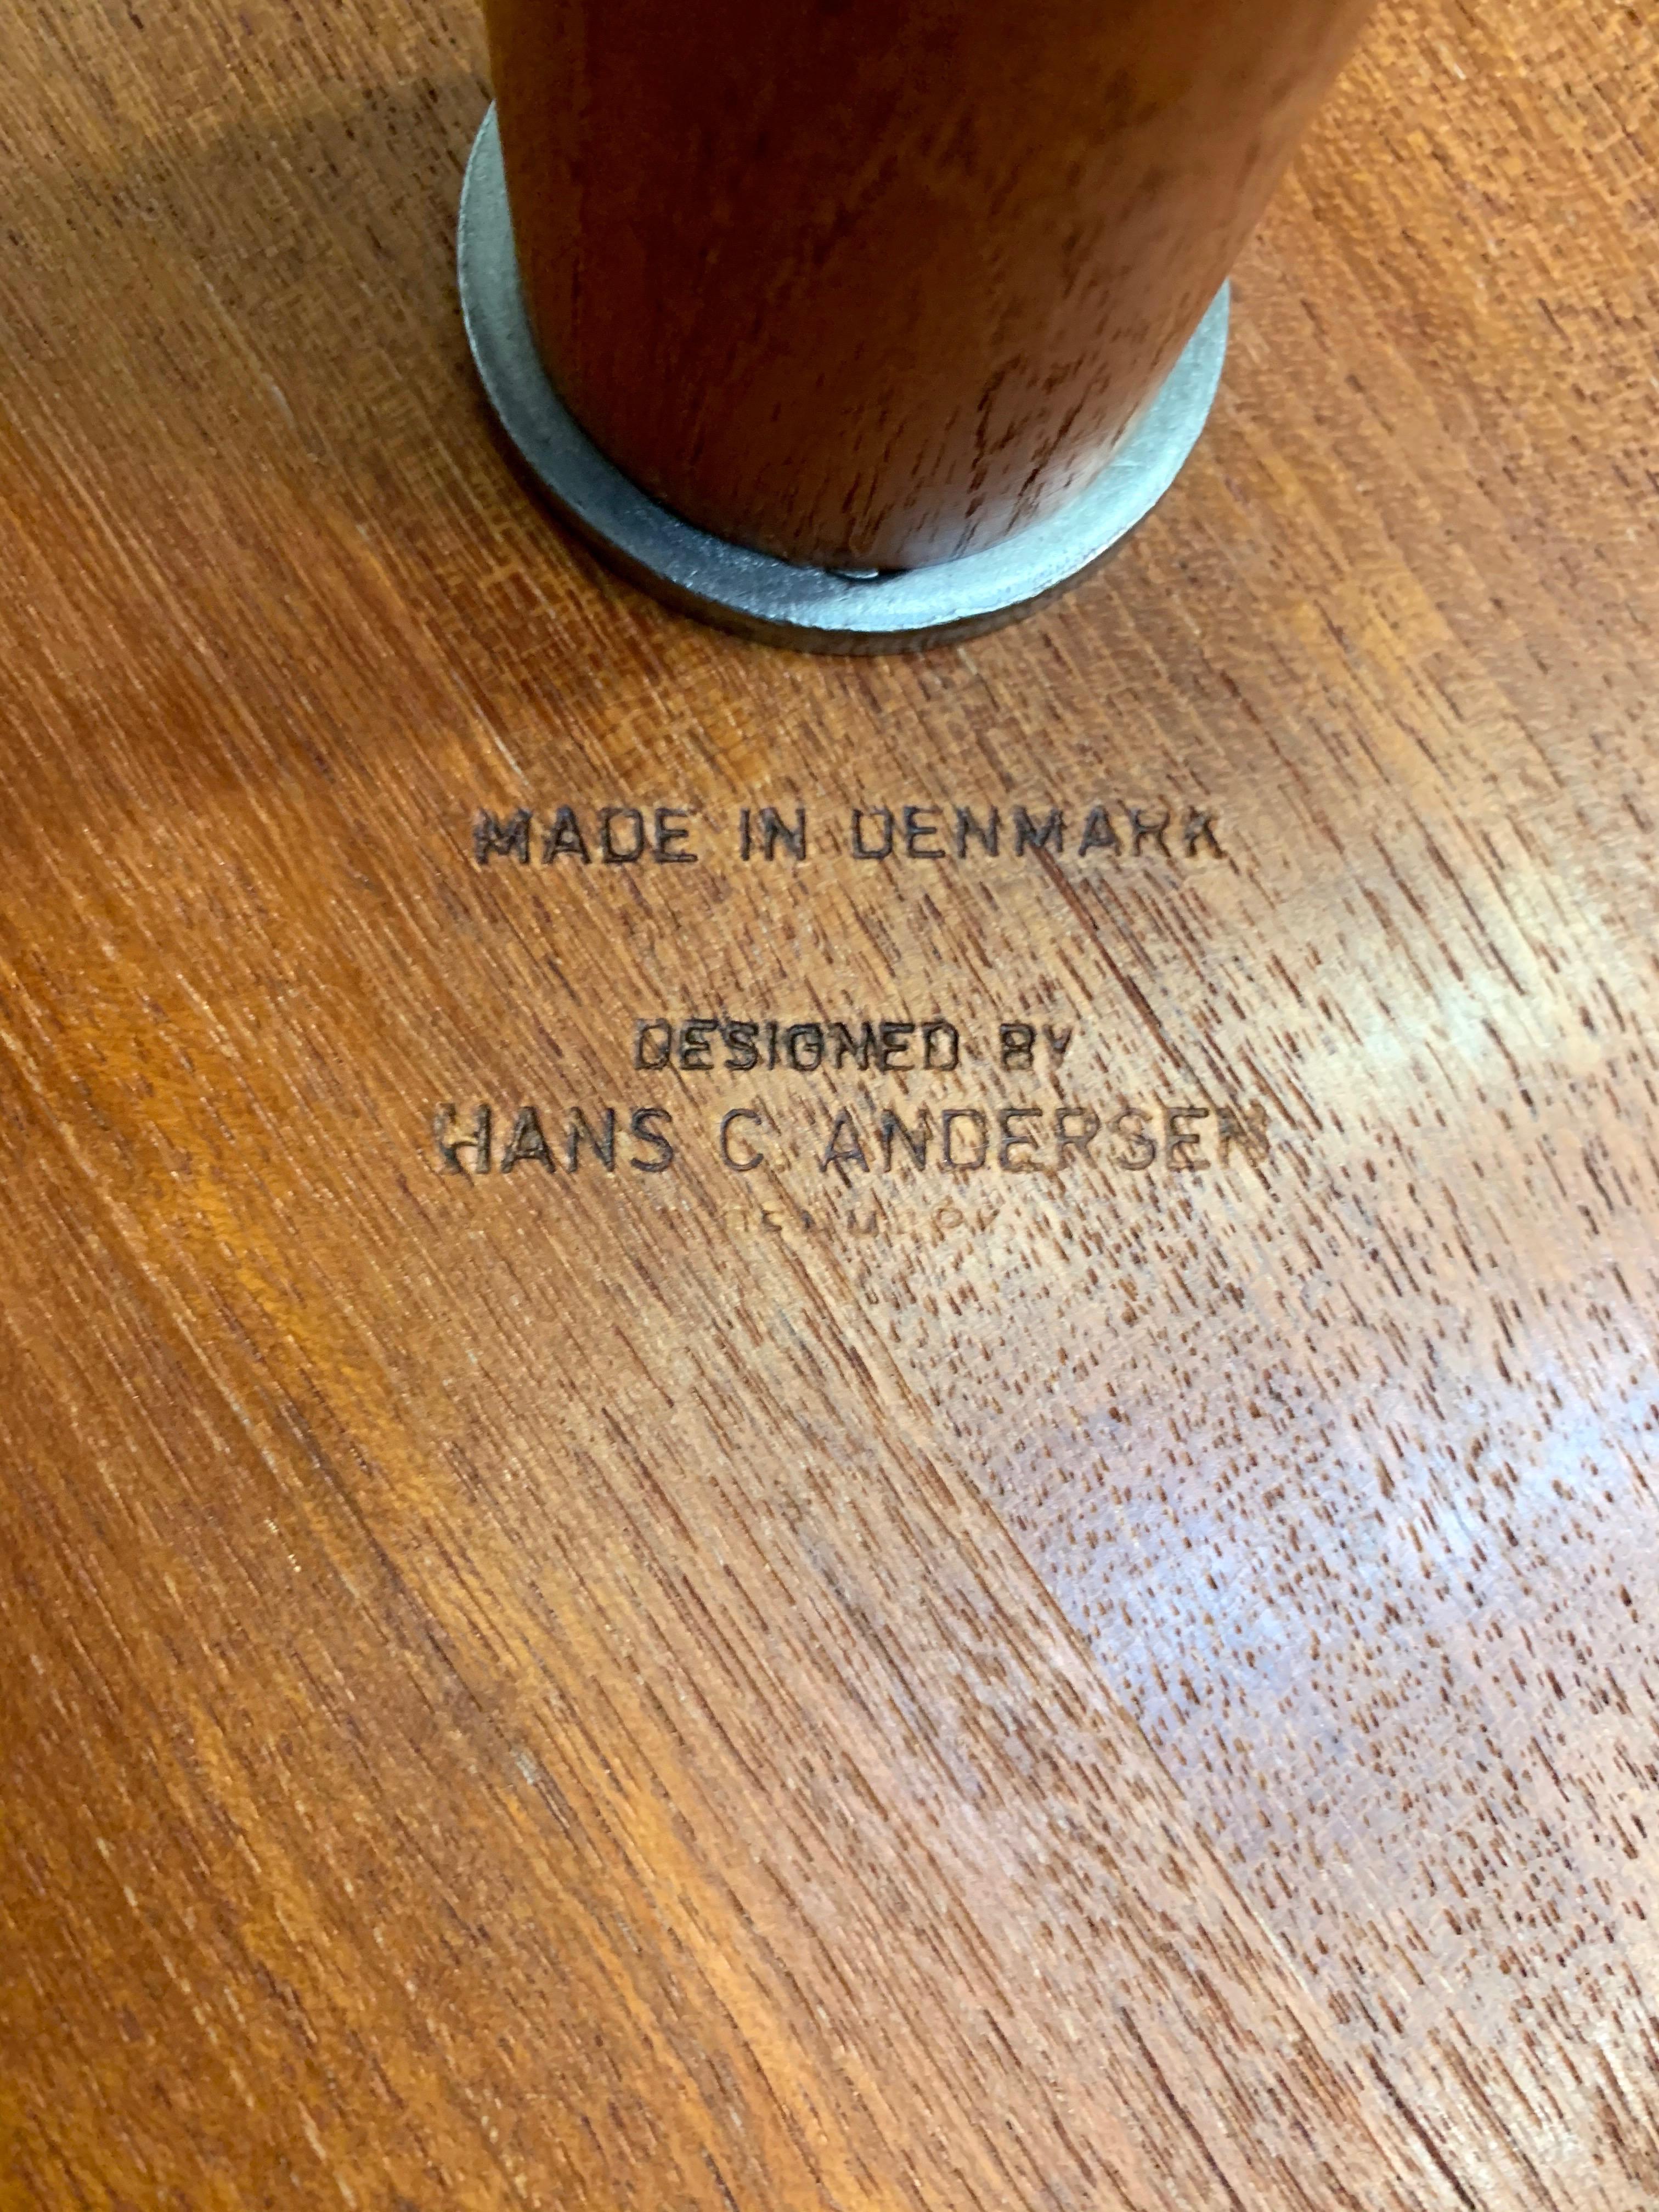 MADE IN DENMARK
DESIGNED BY
HANS C. ANDERSEN